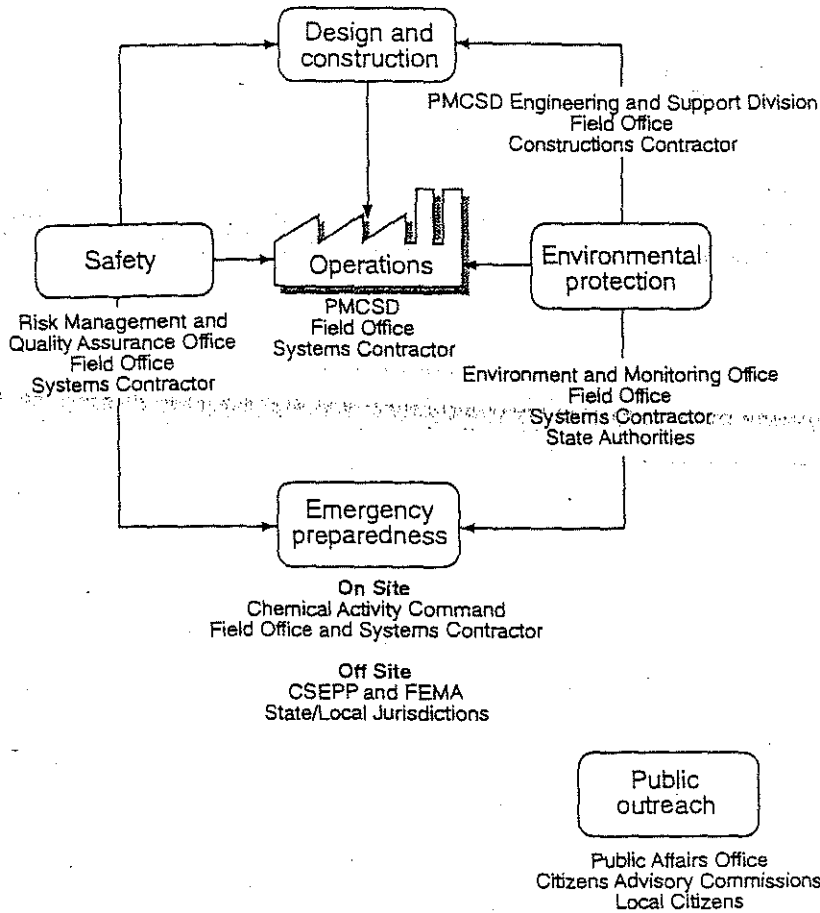 Design and
construction
PMCSD Engineering and Support Division
Field Office
Constructions Contractor
Safety
Operations
Environmental
protection
Risk Management and
Quality Assurance Office
Field Office
Systems Contractor
PMCSD
Field Office
Systems Contractor
Environment and Monitoring Office
Field Office
Systems Contractor
State Authorities
Emergency
preparedness
On Site
Chemical Activity Command
Field Office and Systems Contractor
Off Site
CSEPP and FEMA
State/Local Jurisdictions
Public
outreach
Public Affairs Office
Citizens Advisory Commissions
Local Citizens